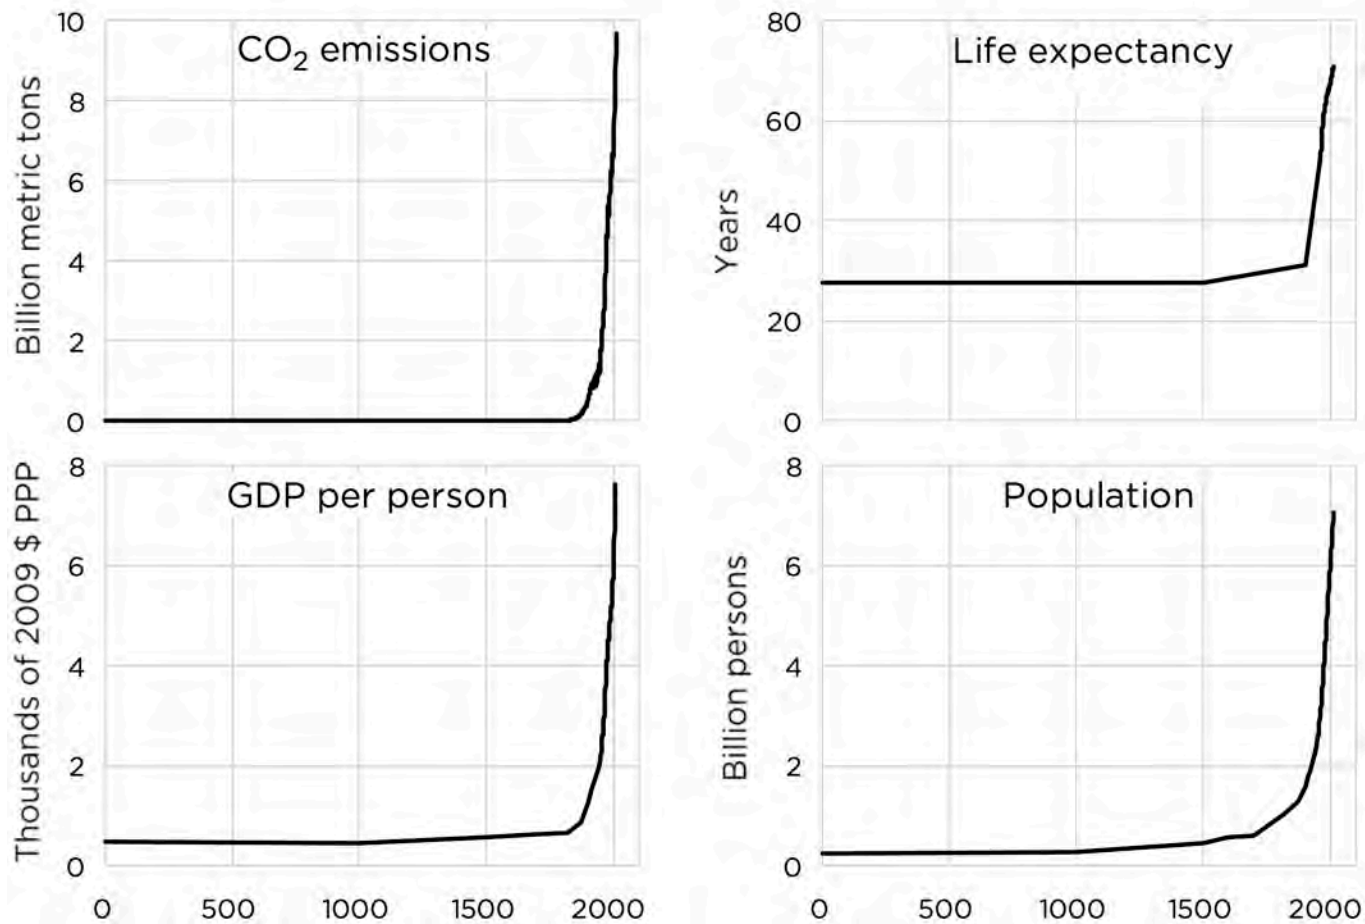 CO₂ emissions
Billion metric tons
10
8
6
4
2
0
Life expectancy
Years
80
60
40
20
0
GDP per person
Thousands of 2009 $ PPP
8
6
4
2
0
0 500 1000 1500 2000
Population
Billion persons
8
6
4
2
0
0 500 1000 1500 2000